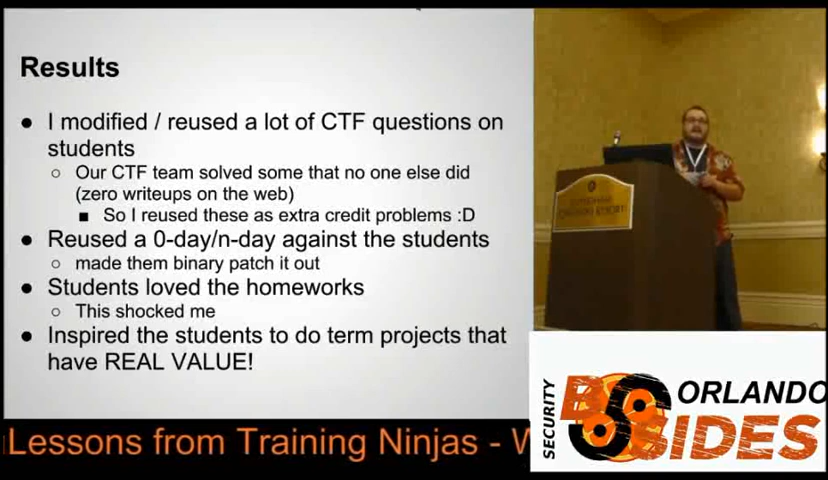 Results
● I modified / reused a lot of CTF questions on
students
○ Our CTF team solved some that no one else did
(zero writeups on the web)
■ So I reused these as extra credit problems :D
● Reused a 0-day/n-day against the students
○ made them binary patch it out
● Students loved the homeworks
○ This shocked me
● Inspired the students to do term projects that
have REAL VALUE!
Lessons from Training Ninjas - W
SECURITY
BSIDES
ORLANDO